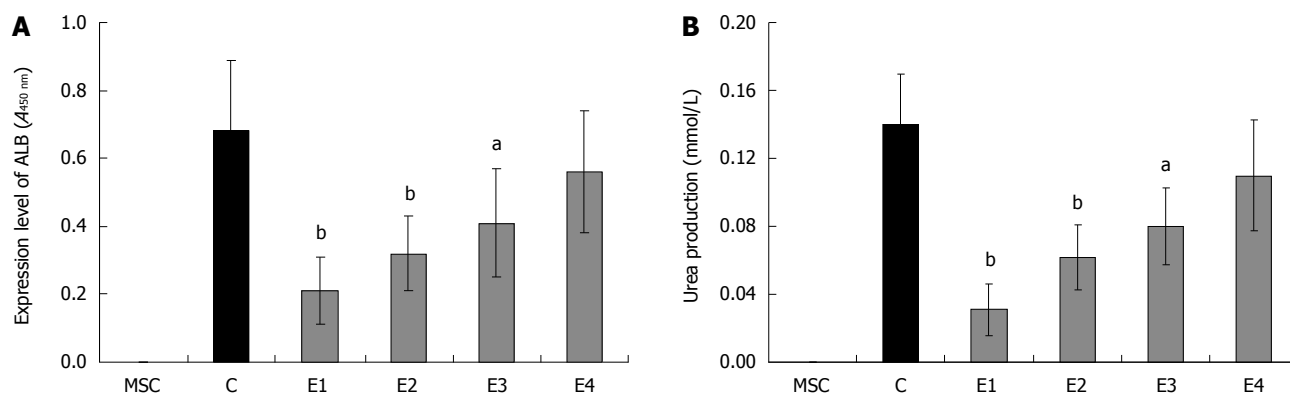 A
Expression level of ALB (A450 nm)
1.0
0.8
0.6
0.4
0.2
0.0
b
b
a
MSC C E1 E2 E3 E4
B
Urea production (mmol/L)
0.20
0.16
0.12
0.08
0.04
0.00
b
b
a
MSC C E1 E2 E3 E4